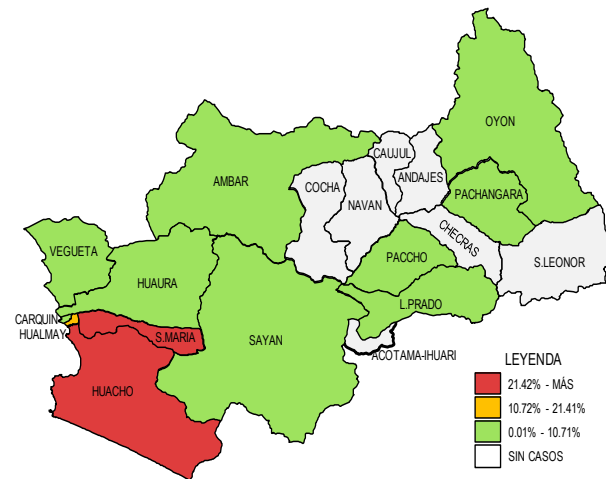 OYON
CAUJUL
ANDAJES
COCHA
AMBAR
PACHANGARA
NAVAN
CHECRAS
VEGUETA
PACCHO
S.LEONOR
HUAURA
L.PRADO
CARQUIN
HUALMAY
S.MARIA
SAYAN
ACOTAMA-IHUARI
HUACHO
LEYENDA
21.42% - MÁS
10.72% - 21.41%
0.01% - 10.71%
SIN CASOS